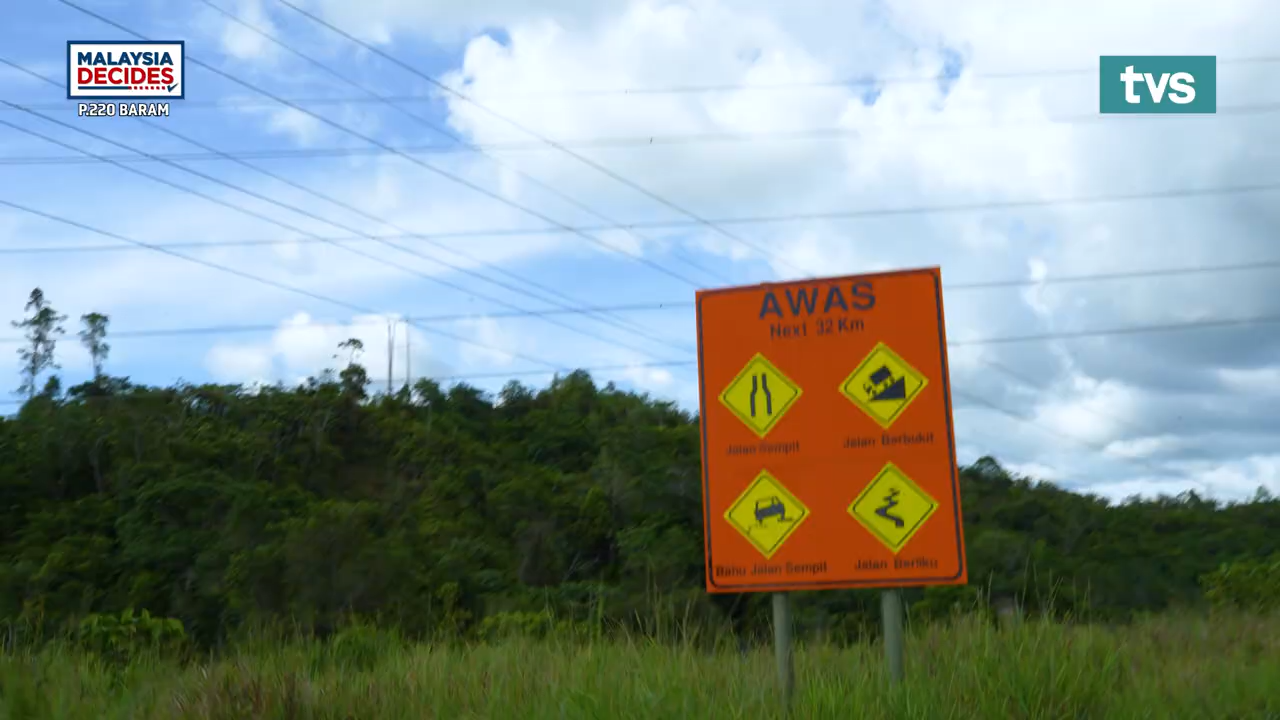 MALAYSIA
DECIDES
P.220 BARAM
tvs
AWAS
Next 32 Km
Jalan Sempit
Jalan Berbukit
Bahu Jalan Sempit
Jalan Berliku